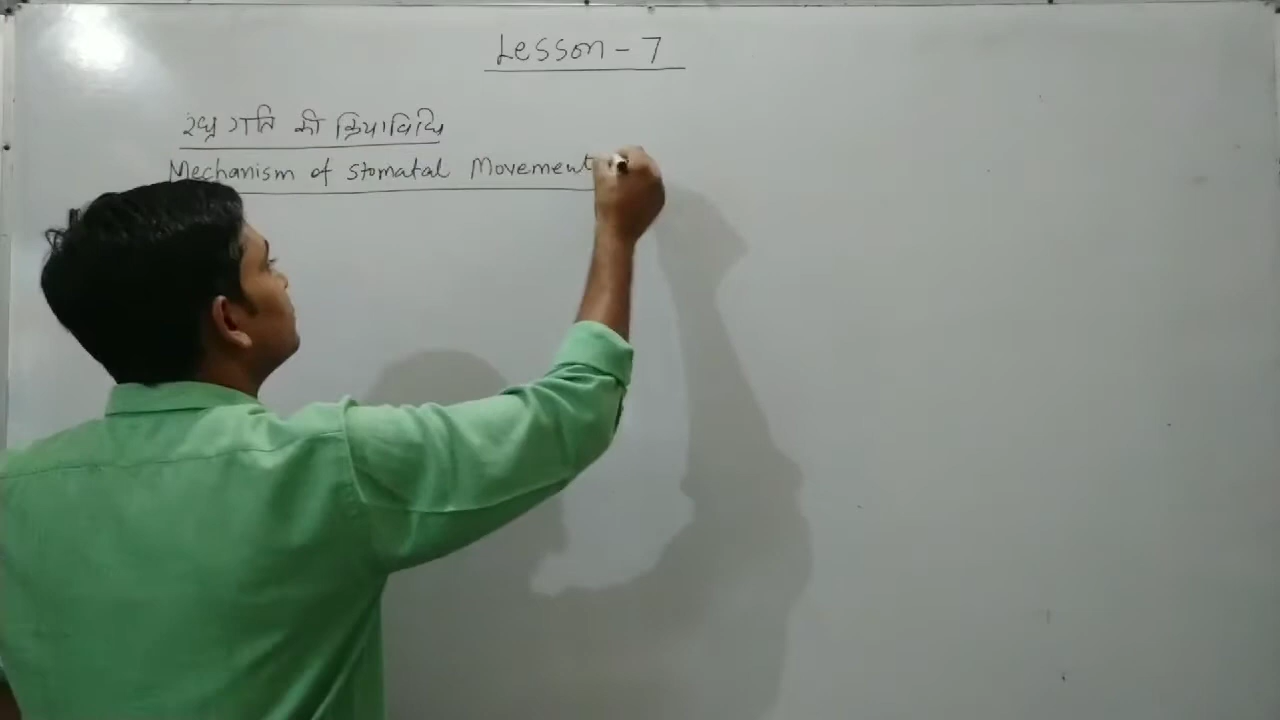 Lesson - 7
रंध्र गति की क्रियाविधि
Mechanism of Stomatal Movement